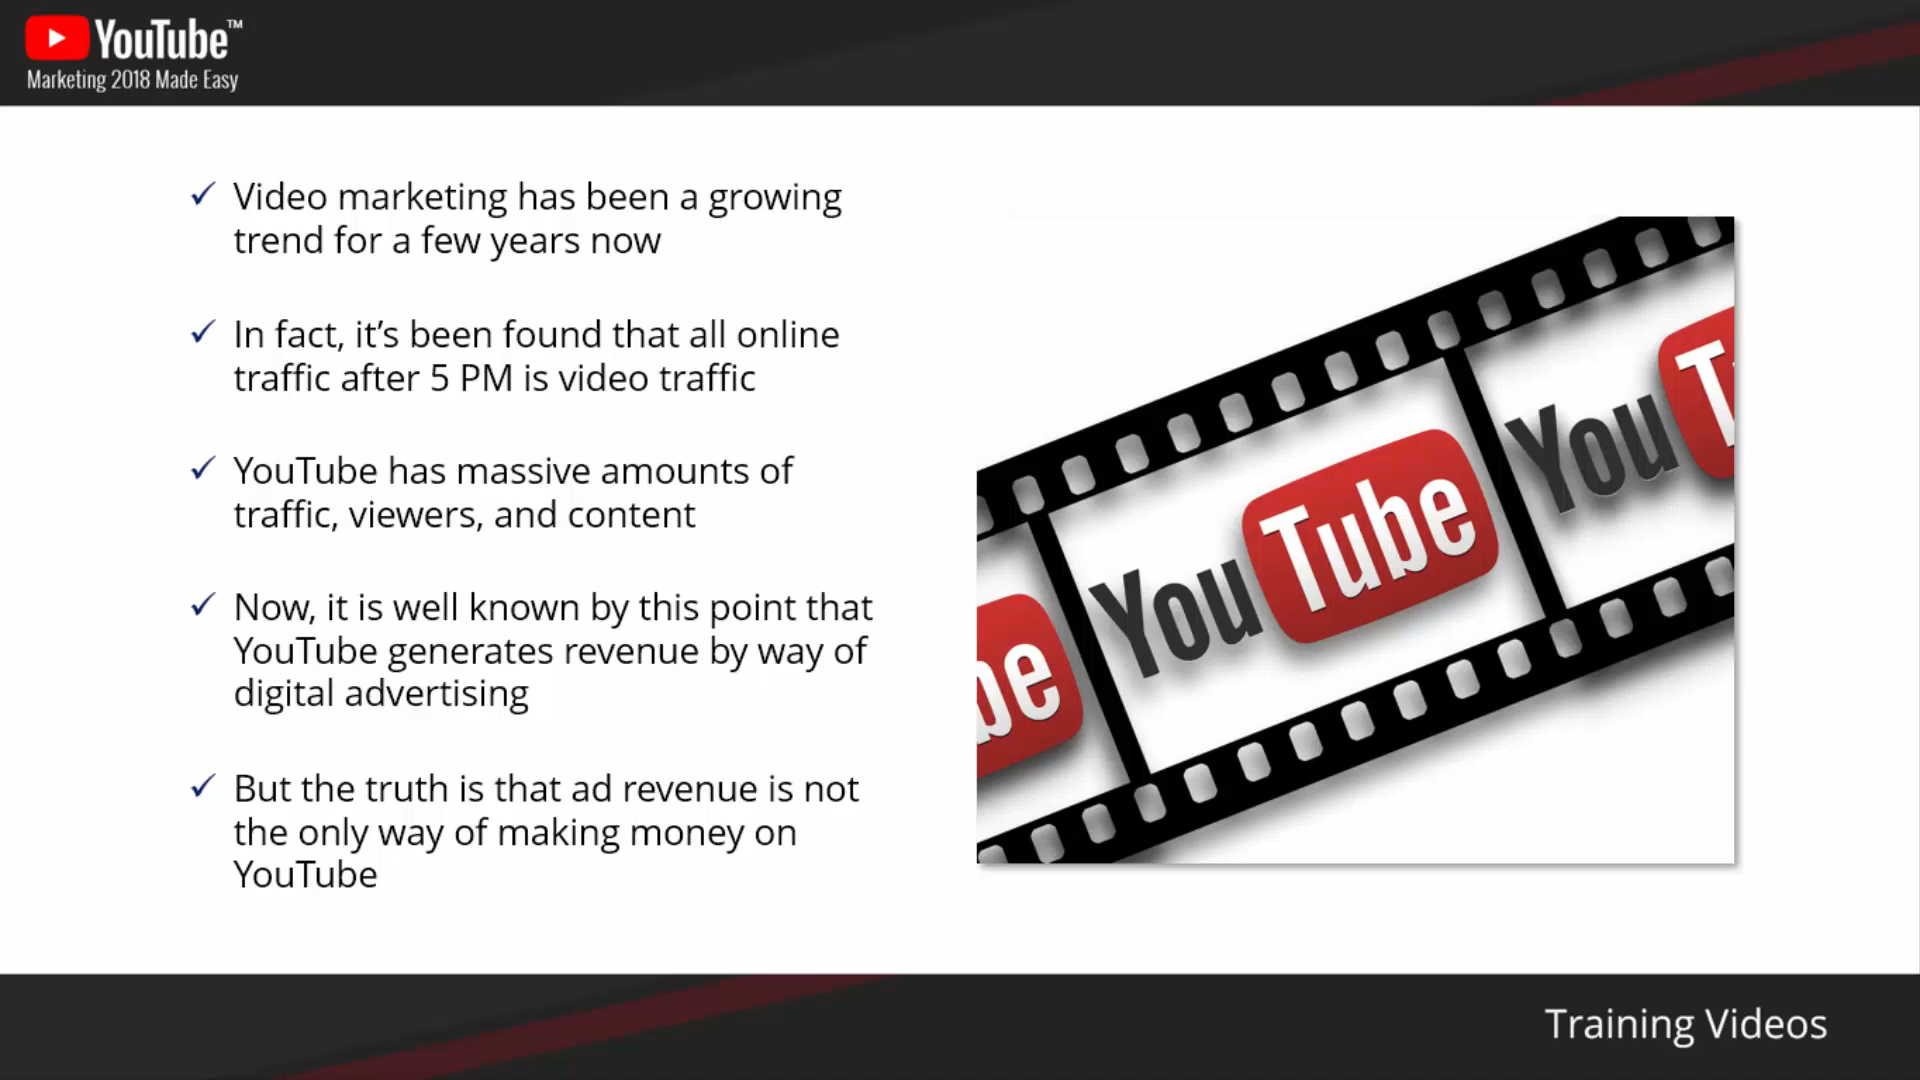 YouTube™
Marketing 2018 Made Easy
✓ Video marketing has been a growing
trend for a few years now
✓ In fact, it’s been found that all online
traffic after 5 PM is video traffic
✓ YouTube has massive amounts of
traffic, viewers, and content
✓ Now, it is well known by this point that
YouTube generates revenue by way of
digital advertising
✓ But the truth is that ad revenue is not
the only way of making money on
YouTube
be
YouTube
YouT
Training Videos